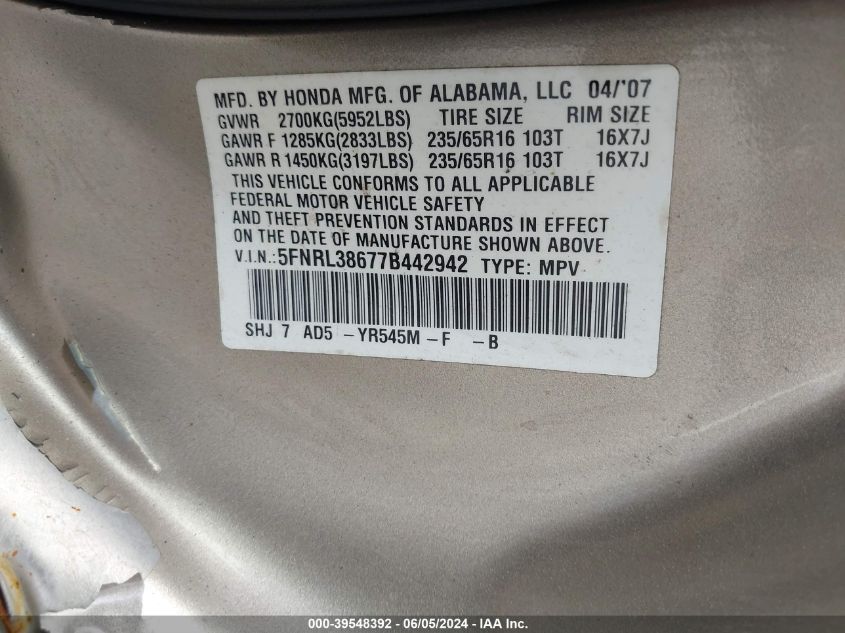 MFD. BY HONDA MFG. OF ALABAMA, LLC 04/'07
GVWR 2700KG(5952LBS) TIRE SIZE RIM SIZE
GAWR F 1285KG(2833LBS) 235/65R16 103T 16X7J
GAWR R 1450KG(3197LBS) 235/65R16 103T 16X7J
THIS VEHICLE CONFORMS TO ALL APPLICABLE
FEDERAL MOTOR VEHICLE SAFETY
AND THEFT PREVENTION STANDARDS IN EFFECT
ON THE DATE OF MANUFACTURE SHOWN ABOVE.
V.I.N.:5FNRL38677B442942 TYPE: MPV
SHJ 7 AD5 -YR545M -F -B
000-39548392 - 06/05/2024 - IAA Inc.